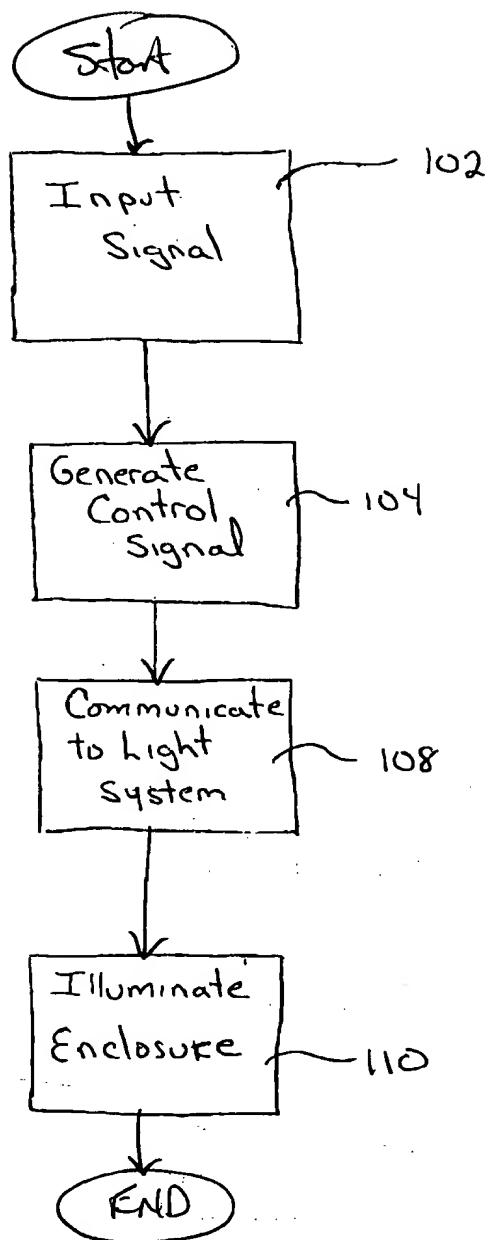 Start
Input
Signal
102
Generate
Control
Signal
104
Communicate
to Light
System
108
Illuminate
Enclosure
110
END